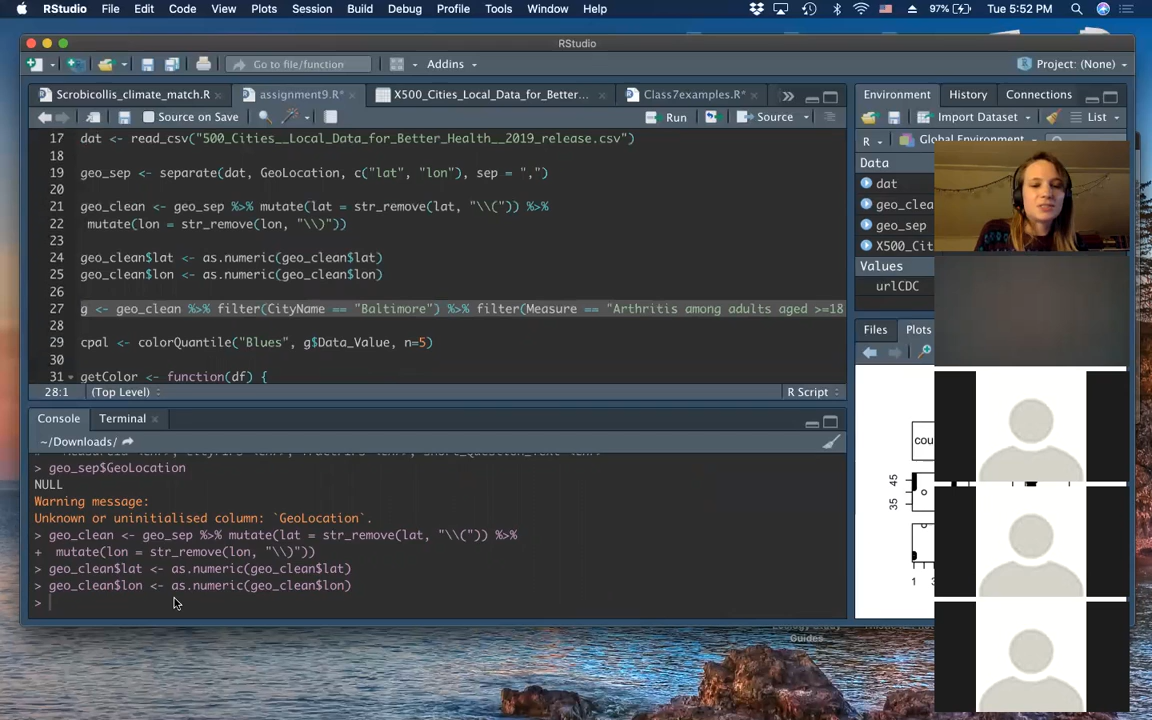 RStudio File Edit Code View Plots Session Build Debug Profile Tools Window Help 97% Tue 5:52 PM
RStudio
Go to file/function Addins Project: (None)
Scrobicollis_climate_match.R assignment9.R* X500_Cities_Local_Data_for_Better... Class7examples.R* Environment History Connections
Source on Save Run Source Import Dataset List
R Global Environment
17 dat <- read_csv("500_Cities__Local_Data_for_Better_Health__2019_release.csv")
18
19 geo_sep <- separate(dat, GeoLocation, c("lat", "lon"), sep = ",")
20
21 geo_clean <- geo_sep %>% mutate(lat = str_remove(lat, "\\(")) %>%
22 mutate(lon = str_remove(lon, "\\)"))
23
24 geo_clean$lat <- as.numeric(geo_clean$lat)
25 geo_clean$lon <- as.numeric(geo_clean$lon)
26
27 g <- geo_clean %>% filter(CityName == "Baltimore") %>% filter(Measure == "Arthritis among adults aged >=18
28
29 cpal <- colorQuantile("Blues", g$Data_Value, n=5)
30
31 getColor <- function(df) {
28:1 (Top Level) R Script
Data
dat
geo_clea
geo_sep
X500_Cit
Values
urlCDC
Files Plots
cou
45
35
1 3
Console Terminal
~/Downloads/
> geo_sep$GeoLocation
NULL
Warning message:
Unknown or uninitialised column: `GeoLocation`.
> geo_clean <- geo_sep %>% mutate(lat = str_remove(lat, "\\(")) %>%
+ mutate(lon = str_remove(lon, "\\)"))
> geo_clean$lat <- as.numeric(geo_clean$lat)
> geo_clean$lon <- as.numeric(geo_clean$lon)
>
Guides